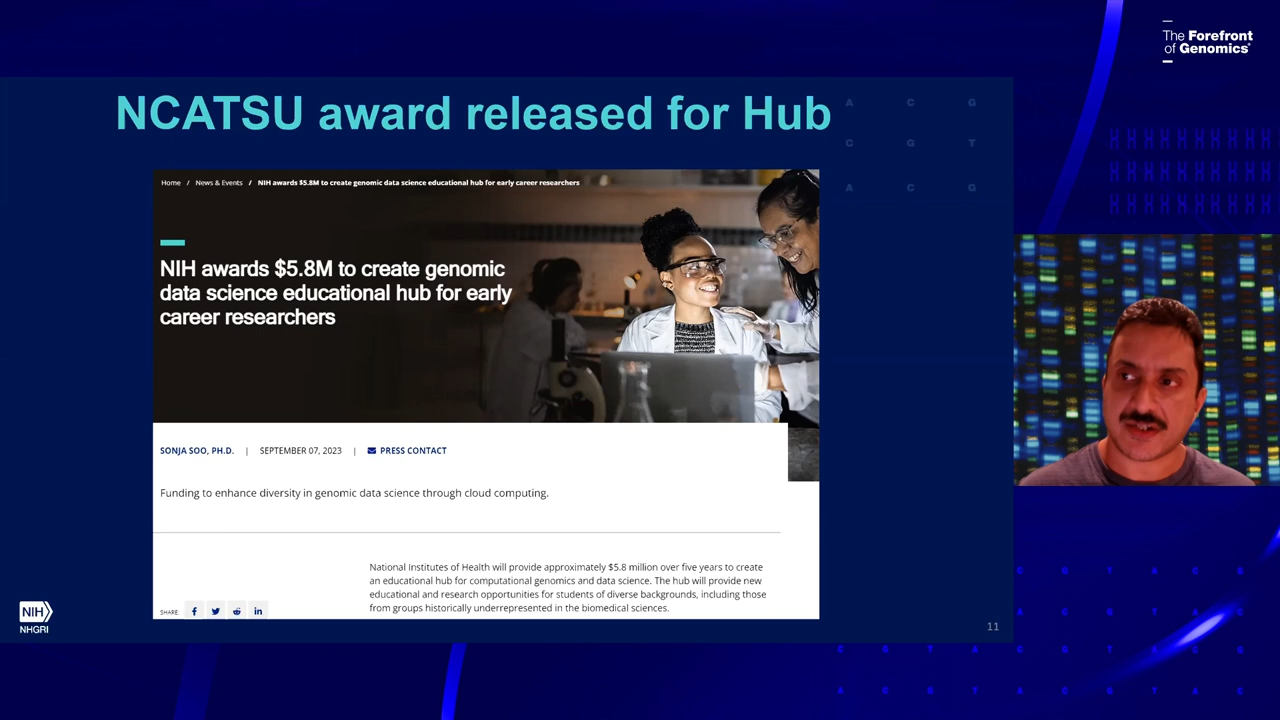 The Forefront
of Genomics®
NCATSU award released for Hub
A C G
C G T
A C G
Home / News & Events / NIH awards $5.8M to create genomic data science educational hub for early career researchers
NIH awards $5.8M to create genomic
data science educational hub for early
career researchers
SONJA SOO, PH.D. | SEPTEMBER 07, 2023 | PRESS CONTACT
Funding to enhance diversity in genomic data science through cloud computing.
National Institutes of Health will provide approximately $5.8 million over five years to create
an educational hub for computational genomics and data science. The hub will provide new
educational and research opportunities for students of diverse backgrounds, including those
from groups historically underrepresented in the biomedical sciences.
SHARE:
NIH
NHGRI
11
C G T A C G T A C G
A C G T A C G T A C